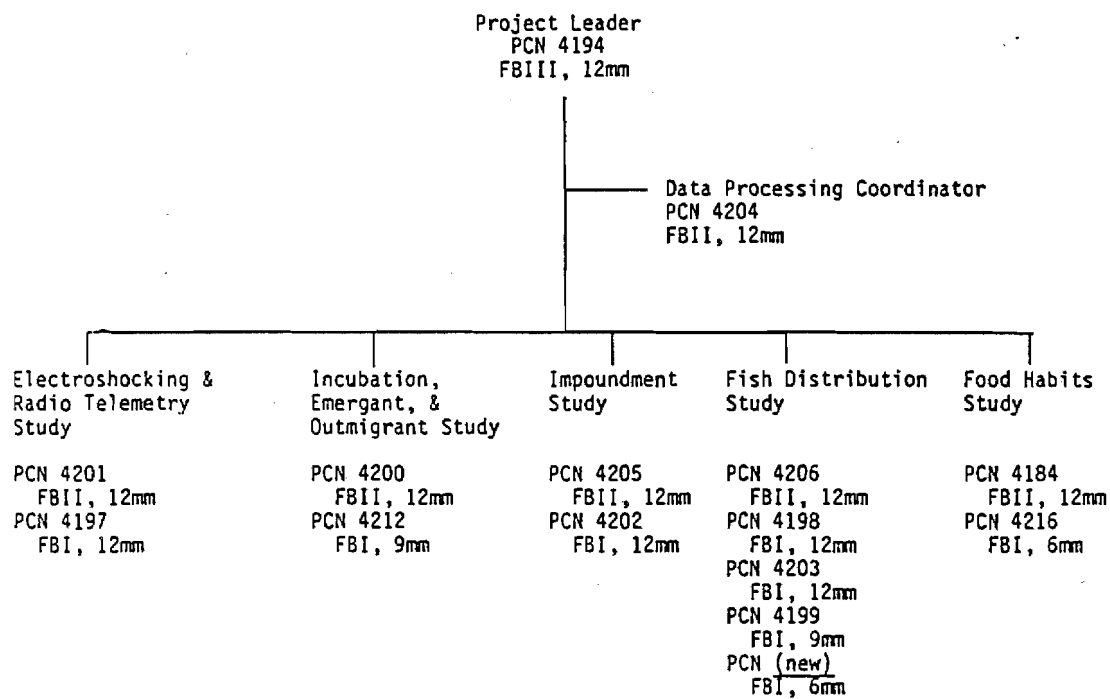 Project Leader
PCN 4194
FBIII, 12mm
Data Processing Coordinator
PCN 4204
FBII, 12mm
Electroshocking &
Radio Telemetry
Study
PCN 4201
FBII, 12mm
PCN 4197
FBI, 12mm
Incubation,
Emergant, &
Outmigrant Study
PCN 4200
FBII, 12mm
PCN 4212
FBI, 9mm
Impoundment
Study
PCN 4205
FBII, 12mm
PCN 4202
FBI, 12mm
Fish Distribution
Study
PCN 4206
FBII, 12mm
PCN 4198
FBI, 12mm
PCN 4203
FBI, 12mm
PCN 4199
FBI, 9mm
PCN (new)
FBI, 6mm
Food Habits
Study
PCN 4184
FBII, 12mm
PCN 4216
FBI, 6mm